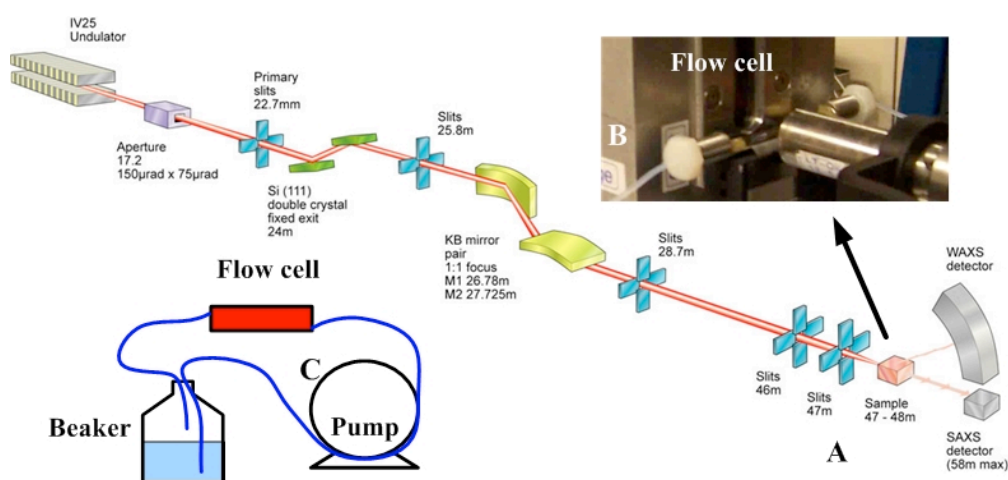 IV25
Undulator
Aperture
17.2
150µrad x 75µrad
Primary
slits
22.7mm
Si (111)
double crystal
fixed exit
24m
Slits
25.8m
KB mirror
pair
1:1 focus
M1 26.78m
M2 27.725m
Slits
28.7m
Slits
46m
Slits
47m
Sample
47 - 48m
WAXS
detector
SAXS
detector
(58m max)
A
Flow cell
B
Flow cell
C
Beaker
Pump